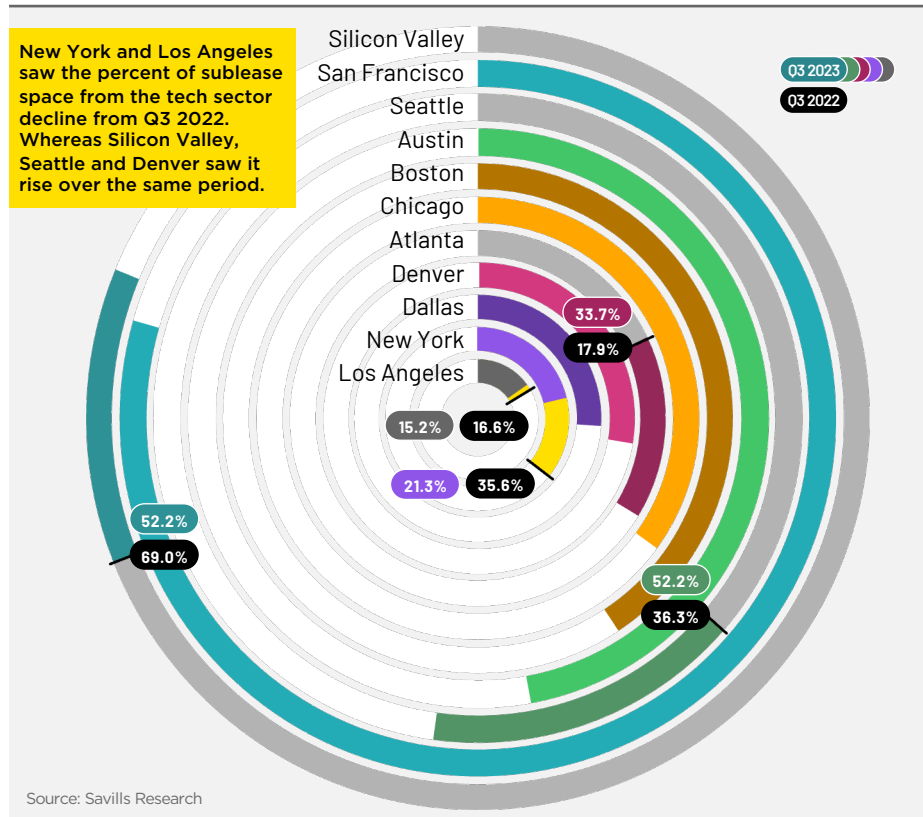 New York and Los Angeles
saw the percent of sublease
space from the tech sector
decline from Q3 2022.
Whereas Silicon Valley,
Seattle and Denver saw it
rise over the same period.
Silicon Valley
San Francisco
Seattle
Austin
Boston
Chicago
Atlanta
Denver
Dallas
New York
Los Angeles
Q3 2023
Q3 2022
33.7%
17.9%
15.2% 16.6%
21.3% 35.6%
52.2%
69.0%
52.2%
36.3%
Source: Savills Research